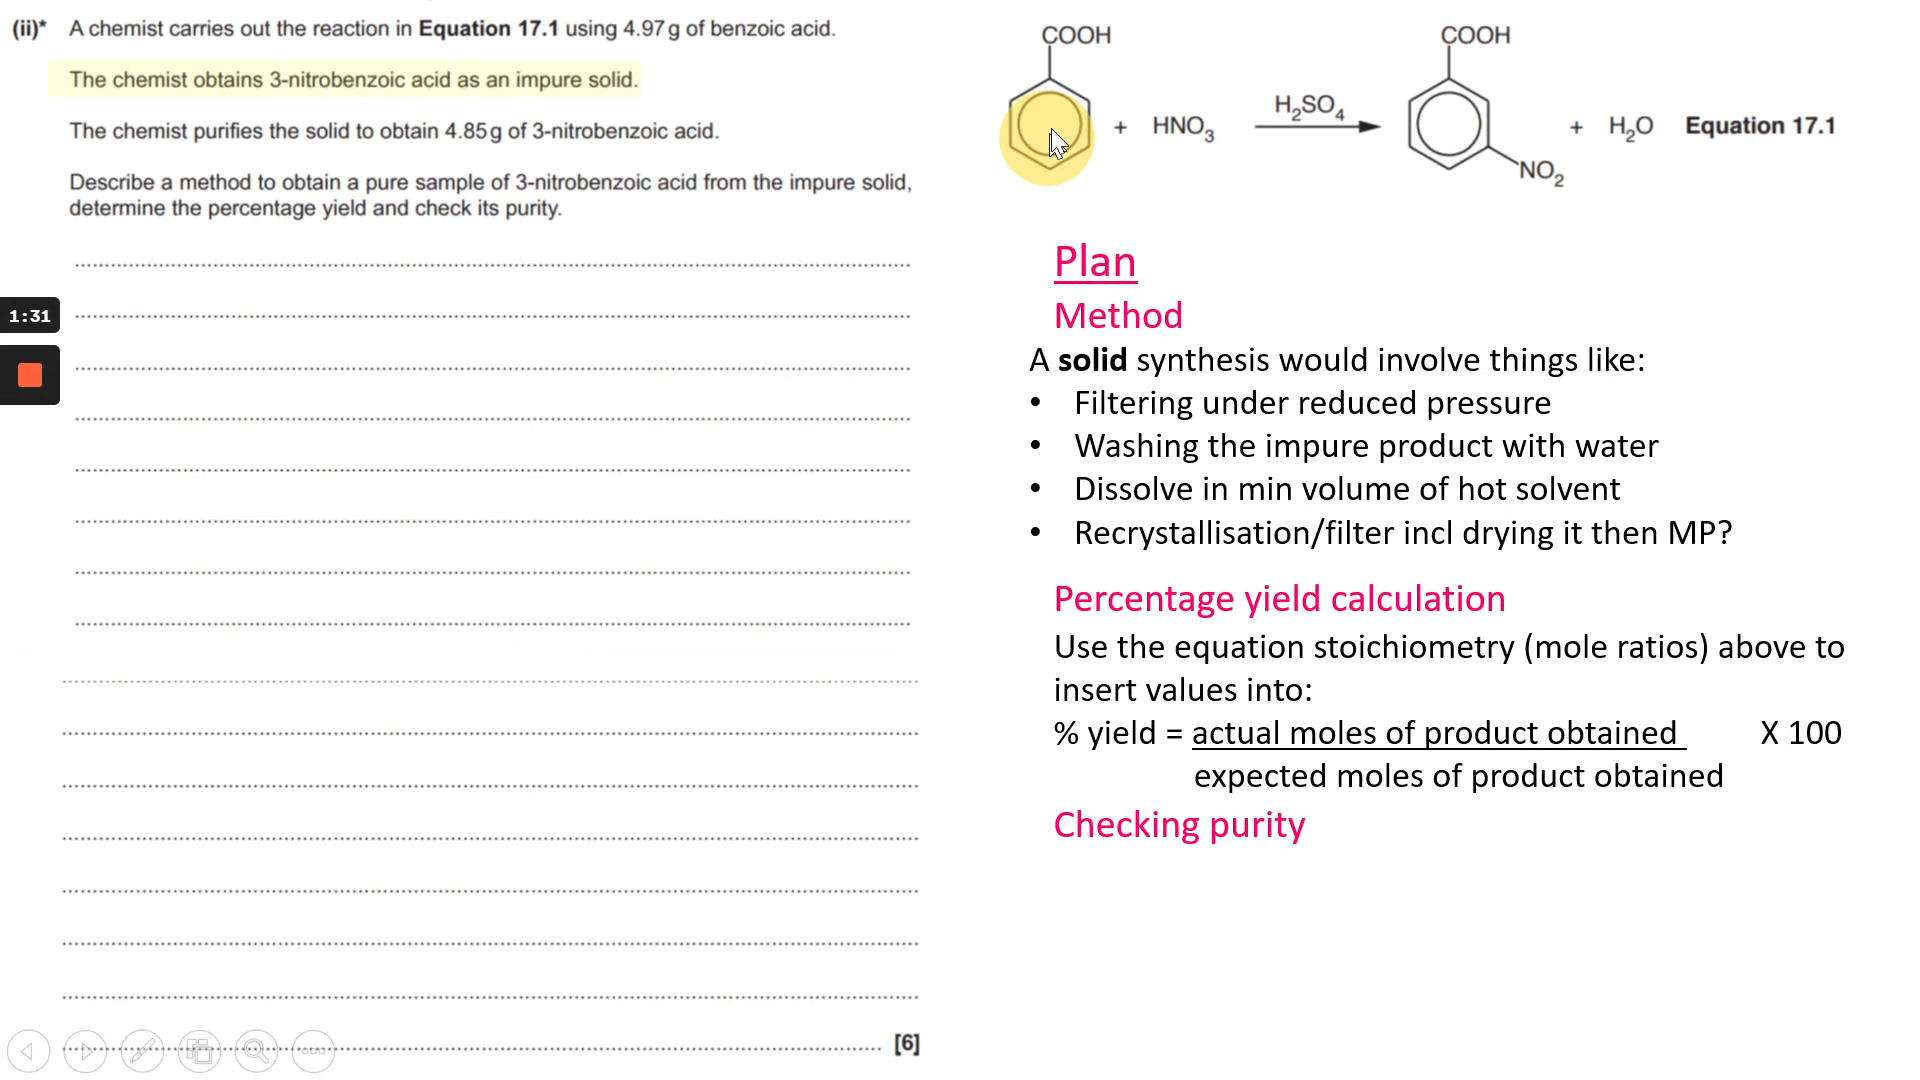 (ii)* A chemist carries out the reaction in Equation 17.1 using 4.97 g of benzoic acid.
The chemist obtains 3-nitrobenzoic acid as an impure solid.
The chemist purifies the solid to obtain 4.85 g of 3-nitrobenzoic acid.
Describe a method to obtain a pure sample of 3-nitrobenzoic acid from the impure solid,
determine the percentage yield and check its purity.
1:31
[6]
COOH
COOH
+ HNO3 H2SO4 + H2O Equation 17.1
NO2
Plan
Method
A solid synthesis would involve things like:
• Filtering under reduced pressure
• Washing the impure product with water
• Dissolve in min volume of hot solvent
• Recrystallisation/filter incl drying it then MP?
Percentage yield calculation
Use the equation stoichiometry (mole ratios) above to
insert values into:
% yield = actual moles of product obtained X 100
expected moles of product obtained
Checking purity